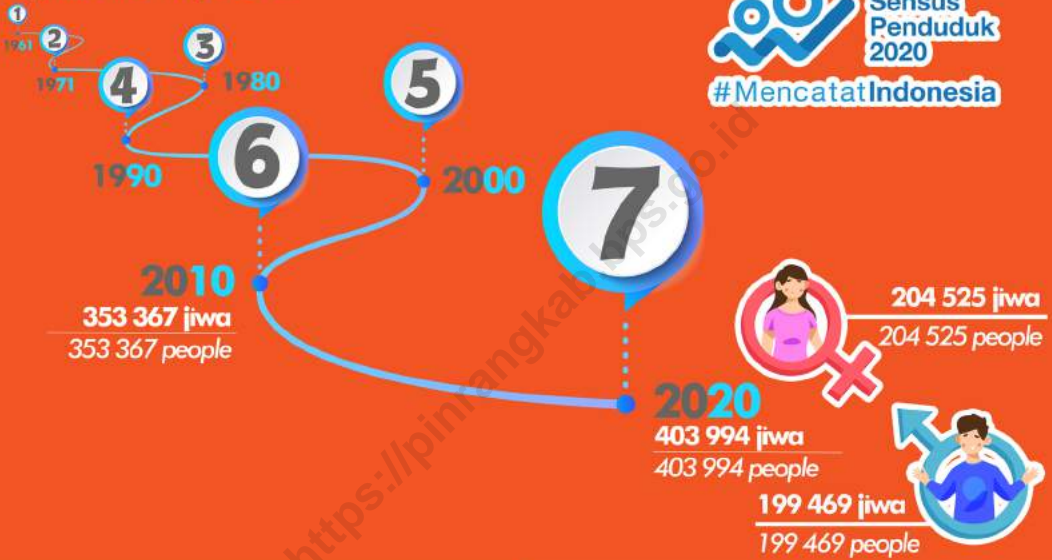 1
1961
2
1971
3
1980
4
1990
5
2000
6
2010
353 367 jiwa
353 367 people
7
2020
403 994 jiwa
403 994 people
Sensus
Penduduk
2020
#MencatatIndonesia
204 525 jiwa
204 525 people
199 469 jiwa
199 469 people
https://pinrangkab.bps.go.id